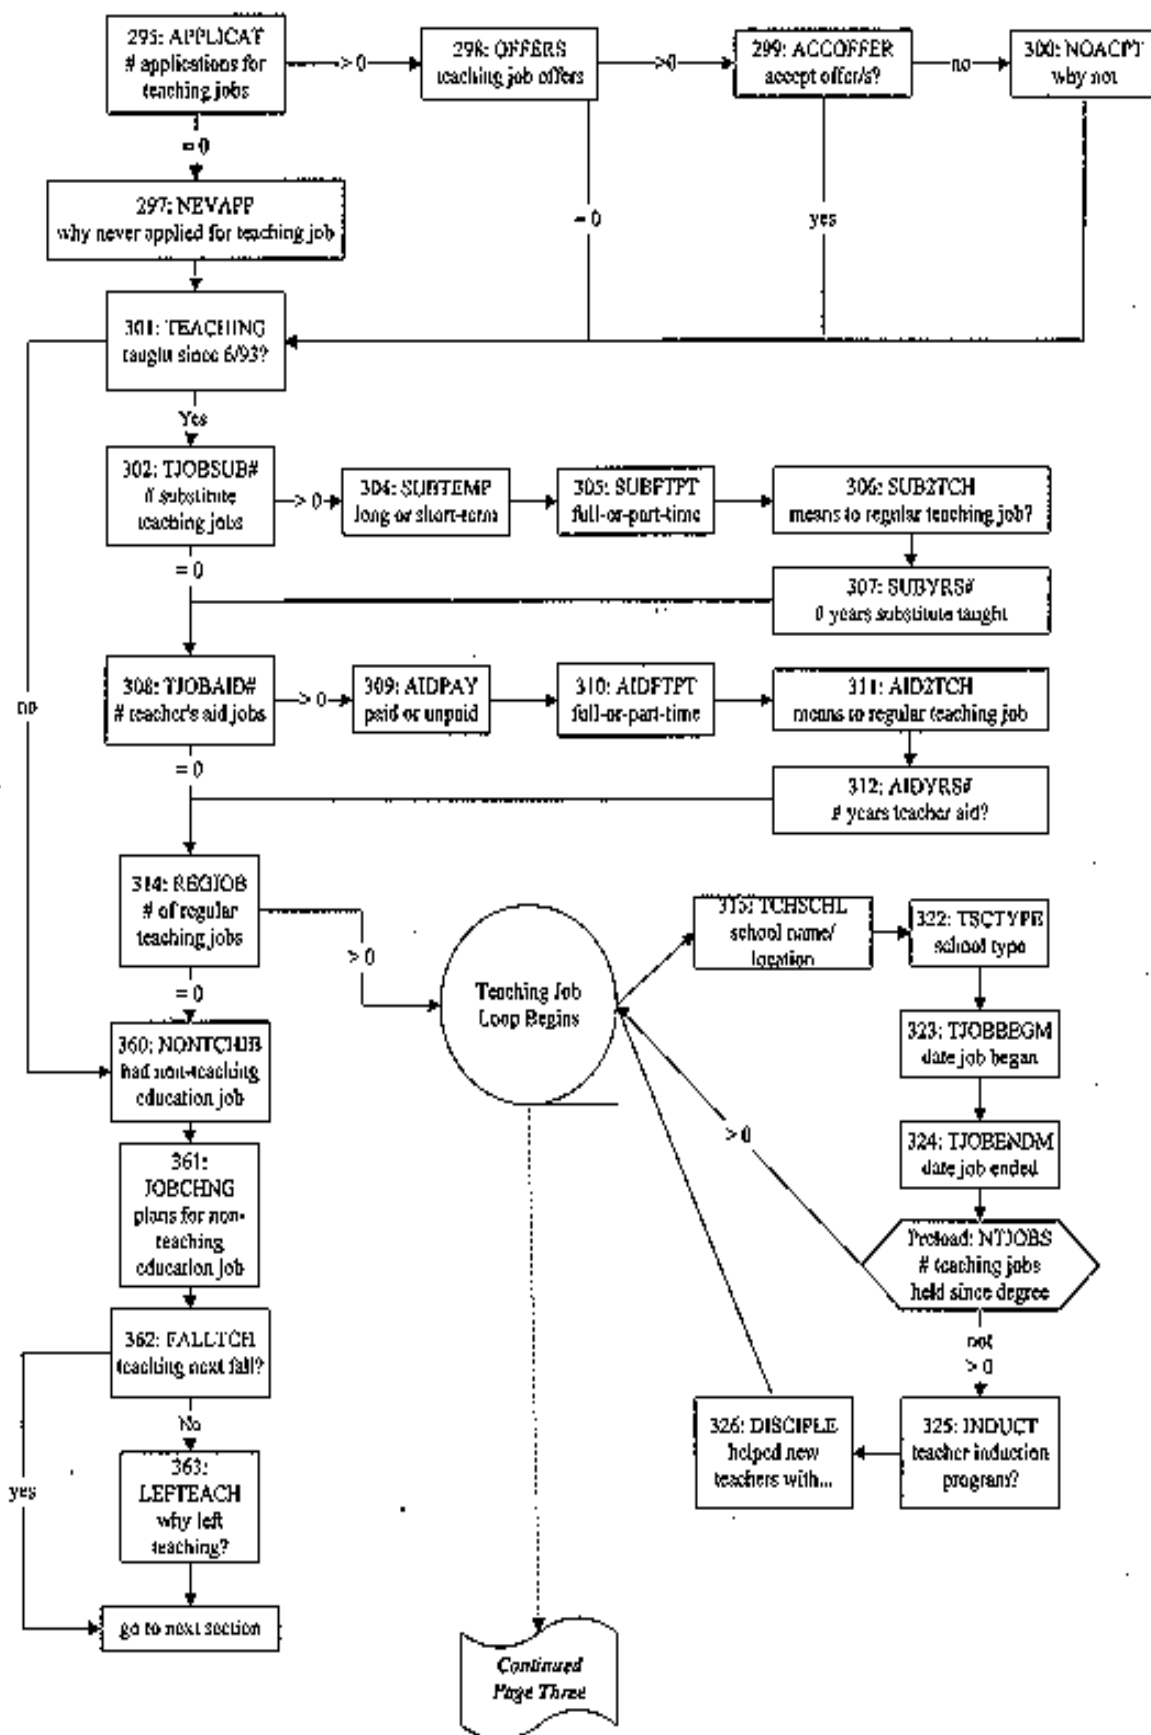 295: APPLICAT
# applications for
teaching jobs
> 0
298: OFFERS
teaching job offers
>0
299: ACCOFFER
accept offer/s?
no
300: NOACPT
why not
= 0
297: NEVAPP
why never applied for teaching job
= 0
yes
301: TEACHING
taught since 6/93?
Yes
302: TJOBSUB#
# substitute
teaching jobs
> 0
304: SUBTEMP
long or short-term
305: SUBFTPT
full-or-part-time
306: SUB2TCH
means to regular teaching job?
= 0
307: SUBYRS#
# years substitute taught
no
308: TJOBAID#
# teacher's aid jobs
> 0
309: AIDPAY
paid or unpaid
310: AIDFTPT
full-or-part-time
311: AID2TCH
means to regular teaching job
= 0
312: AIDYRS#
# years teacher aid?
314: REGJOB
# of regular
teaching jobs
> 0
Teaching Job
Loop Begins
315: TCHSCHL
school name/
location
322: TSCTYPE
school type
= 0
323: TJOBBEGM
date job began
360: NONTCHJB
had non-teaching
education job
> 0
324: TJOBENDM
date job ended
361:
JOBCHNG
plans for non-
teaching
education job
Preload: NTJOBS
# teaching jobs
held since degree
not
> 0
362: FALLTCH
teaching next fall?
No
yes
326: DISCIPLE
helped new
teachers with...
325: INDUCT
teacher induction
program?
363:
LEFTEACH
why left
teaching?
go to next section
Continued
Page Three